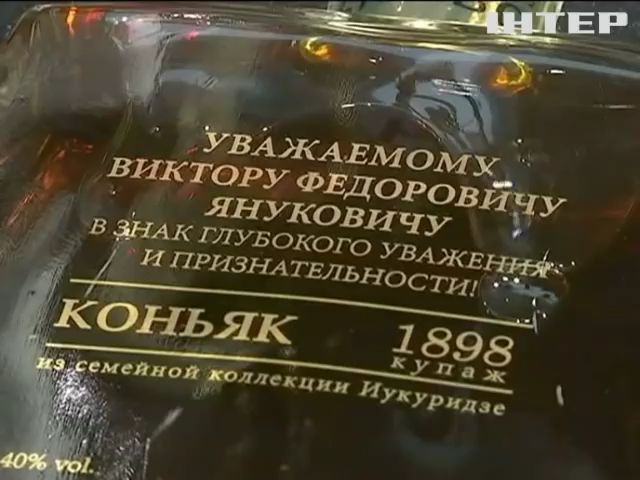 ІНТЕР
УВАЖАЕМОМУ
ВИКТОРУ ФЕДОРОВИЧУ
ЯНУКОВИЧУ
В ЗНАК ГЛУБОКОГО УВАЖЕНИЯ
И ПРИЗНАТЕЛЬНОСТИ!
КОНЬЯК 1898
купаж
из семейной коллекции Иукуридзе
40% vol.